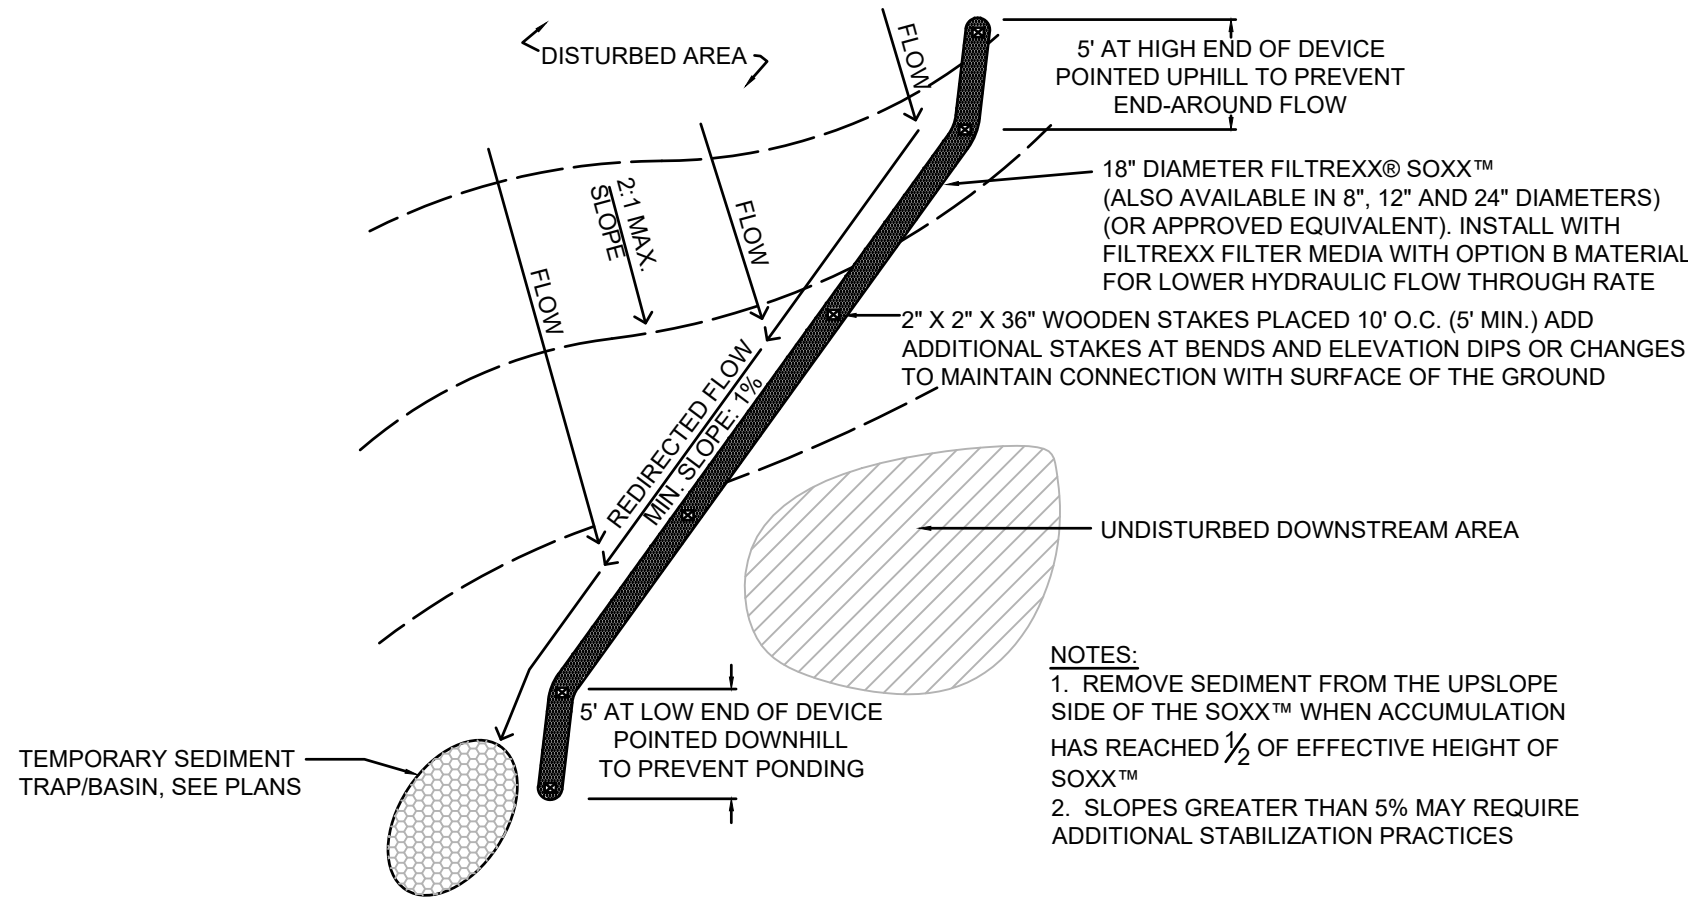 DISTURBED AREA
FLOW
5' AT HIGH END OF DEVICE
POINTED UPHILL TO PREVENT
END-AROUND FLOW
18" DIAMETER FILTREXX® SOXX™
(ALSO AVAILABLE IN 8", 12" AND 24" DIAMETERS)
(OR APPROVED EQUIVALENT). INSTALL WITH
FILTREXX FILTER MEDIA WITH OPTION B MATERIAL
FOR LOWER HYDRAULIC FLOW THROUGH RATE
2:1 MAX.
SLOPE
FLOW
FLOW
2" X 2" X 36" WOODEN STAKES PLACED 10' O.C. (5' MIN.) ADD
ADDITIONAL STAKES AT BENDS AND ELEVATION DIPS OR CHANGES
TO MAINTAIN CONNECTION WITH SURFACE OF THE GROUND
REDIRECTED FLOW
MIN. SLOPE: 1%
UNDISTURBED DOWNSTREAM AREA
5' AT LOW END OF DEVICE
POINTED DOWNHILL
TO PREVENT PONDING
TEMPORARY SEDIMENT
TRAP/BASIN, SEE PLANS
NOTES:
1. REMOVE SEDIMENT FROM THE UPSLOPE
SIDE OF THE SOXX™ WHEN ACCUMULATION
HAS REACHED 1/2 OF EFFECTIVE HEIGHT OF
SOXX™
2. SLOPES GREATER THAN 5% MAY REQUIRE
ADDITIONAL STABILIZATION PRACTICES